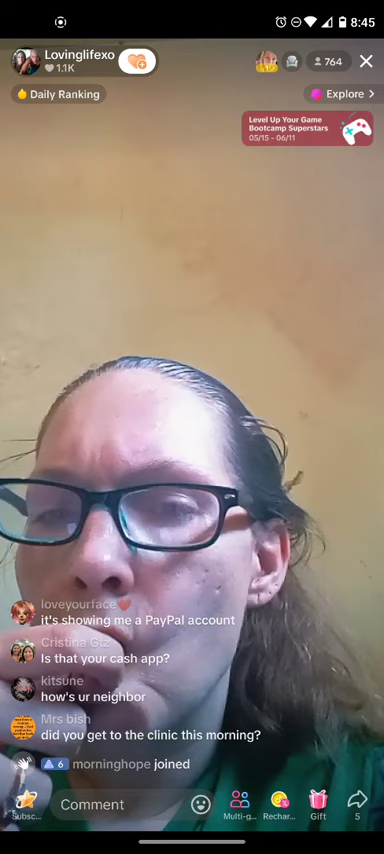 8:45
Lovinglifexo
1.1K
764
Daily Ranking
Explore
Level Up Your Game
Bootcamp Superstars
05/15 - 06/11
loveyourface
it's showing me a PayPal account
Cristina Gtz
Is that your cash app?
kitsune
how's ur neighbor
Mrs bish
did you get to the clinic this morning?
6 morninghope joined
Comment
Subsc...
Multi-g...
Rechar...
Gift
5